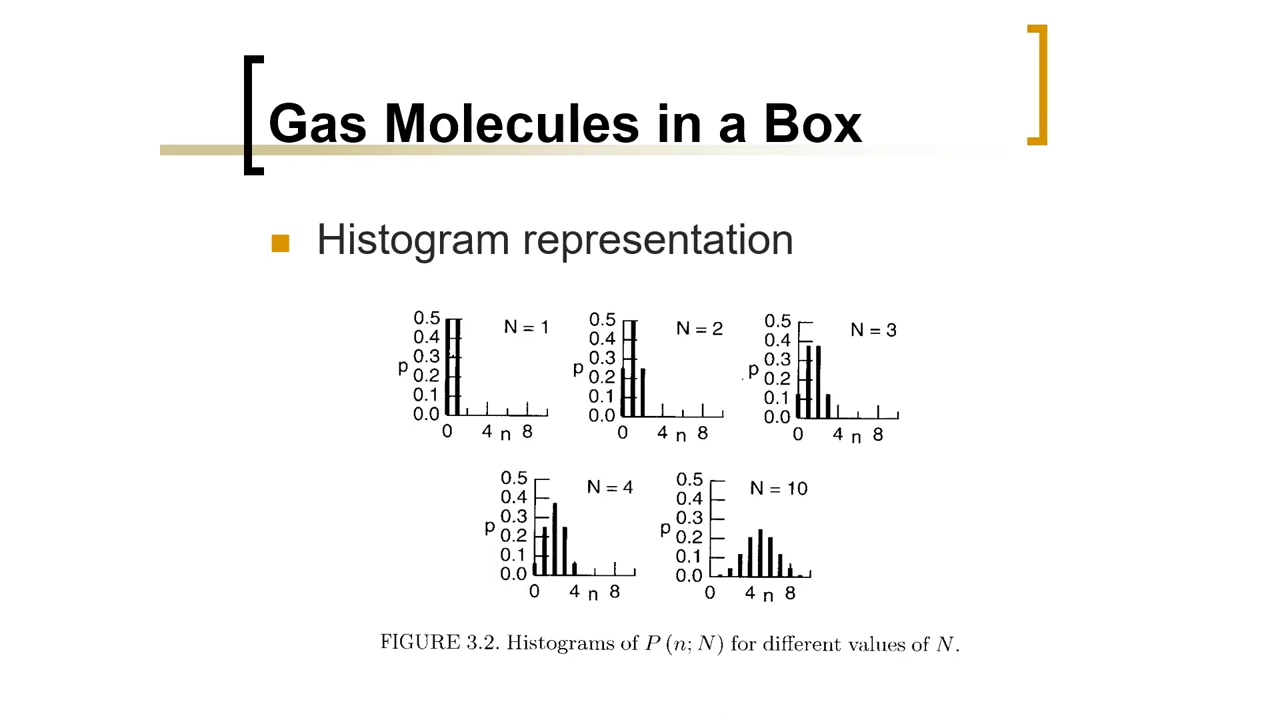 Gas Molecules in a Box
Histogram representation
0.5
0.4
0.3
0.2
0.1
0.0
p
N = 1
0 4 n 8
0.5
0.4
0.3
0.2
0.1
0.0
p
N = 2
0 4 n 8
0.5
0.4
0.3
0.2
0.1
0.0
p
N = 3
0 4 n 8
0.5
0.4
0.3
0.2
0.1
0.0
p
N = 4
0 4 n 8
0.5
0.4
0.3
0.2
0.1
0.0
p
N = 10
0 4 n 8
FIGURE 3.2. Histograms of P (n; N) for different values of N.